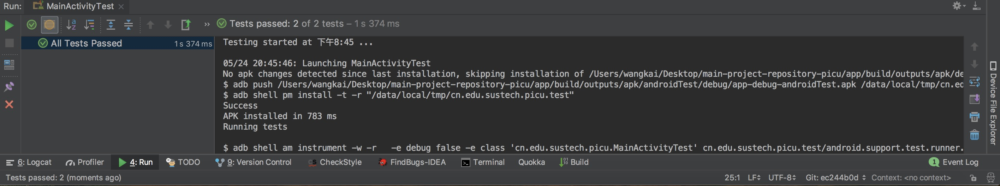 Run: MainActivityTest
Tests passed: 2 of 2 tests – 1 s 374 ms
All Tests Passed 1 s 374 ms
Testing started at 下午8:45 ...
05/24 20:45:46: Launching MainActivityTest
No apk changes detected since last installation, skipping installation of /Users/wangkai/Desktop/main-project-repository-picu/app/build/outputs/apk/de
$ adb push /Users/wangkai/Desktop/main-project-repository-picu/app/build/outputs/apk/androidTest/debug/app-debug-androidTest.apk /data/local/tmp/cn.ed
$ adb shell pm install -t -r "/data/local/tmp/cn.edu.sustech.picu.test"
Success
APK installed in 783 ms
Running tests
$ adb shell am instrument -w -r   -e debug false -e class 'cn.edu.sustech.picu.MainActivityTest' cn.edu.sustech.picu.test/android.support.test.runner.
Device File Explorer
6: Logcat Profiler 4: Run TODO 9: Version Control CheckStyle FindBugs-IDEA Terminal Quokka Build 1 Event Log
Tests passed: 2 (moments ago) 25:1 LF UTF-8 Git: ec244b0d Context: <no context>